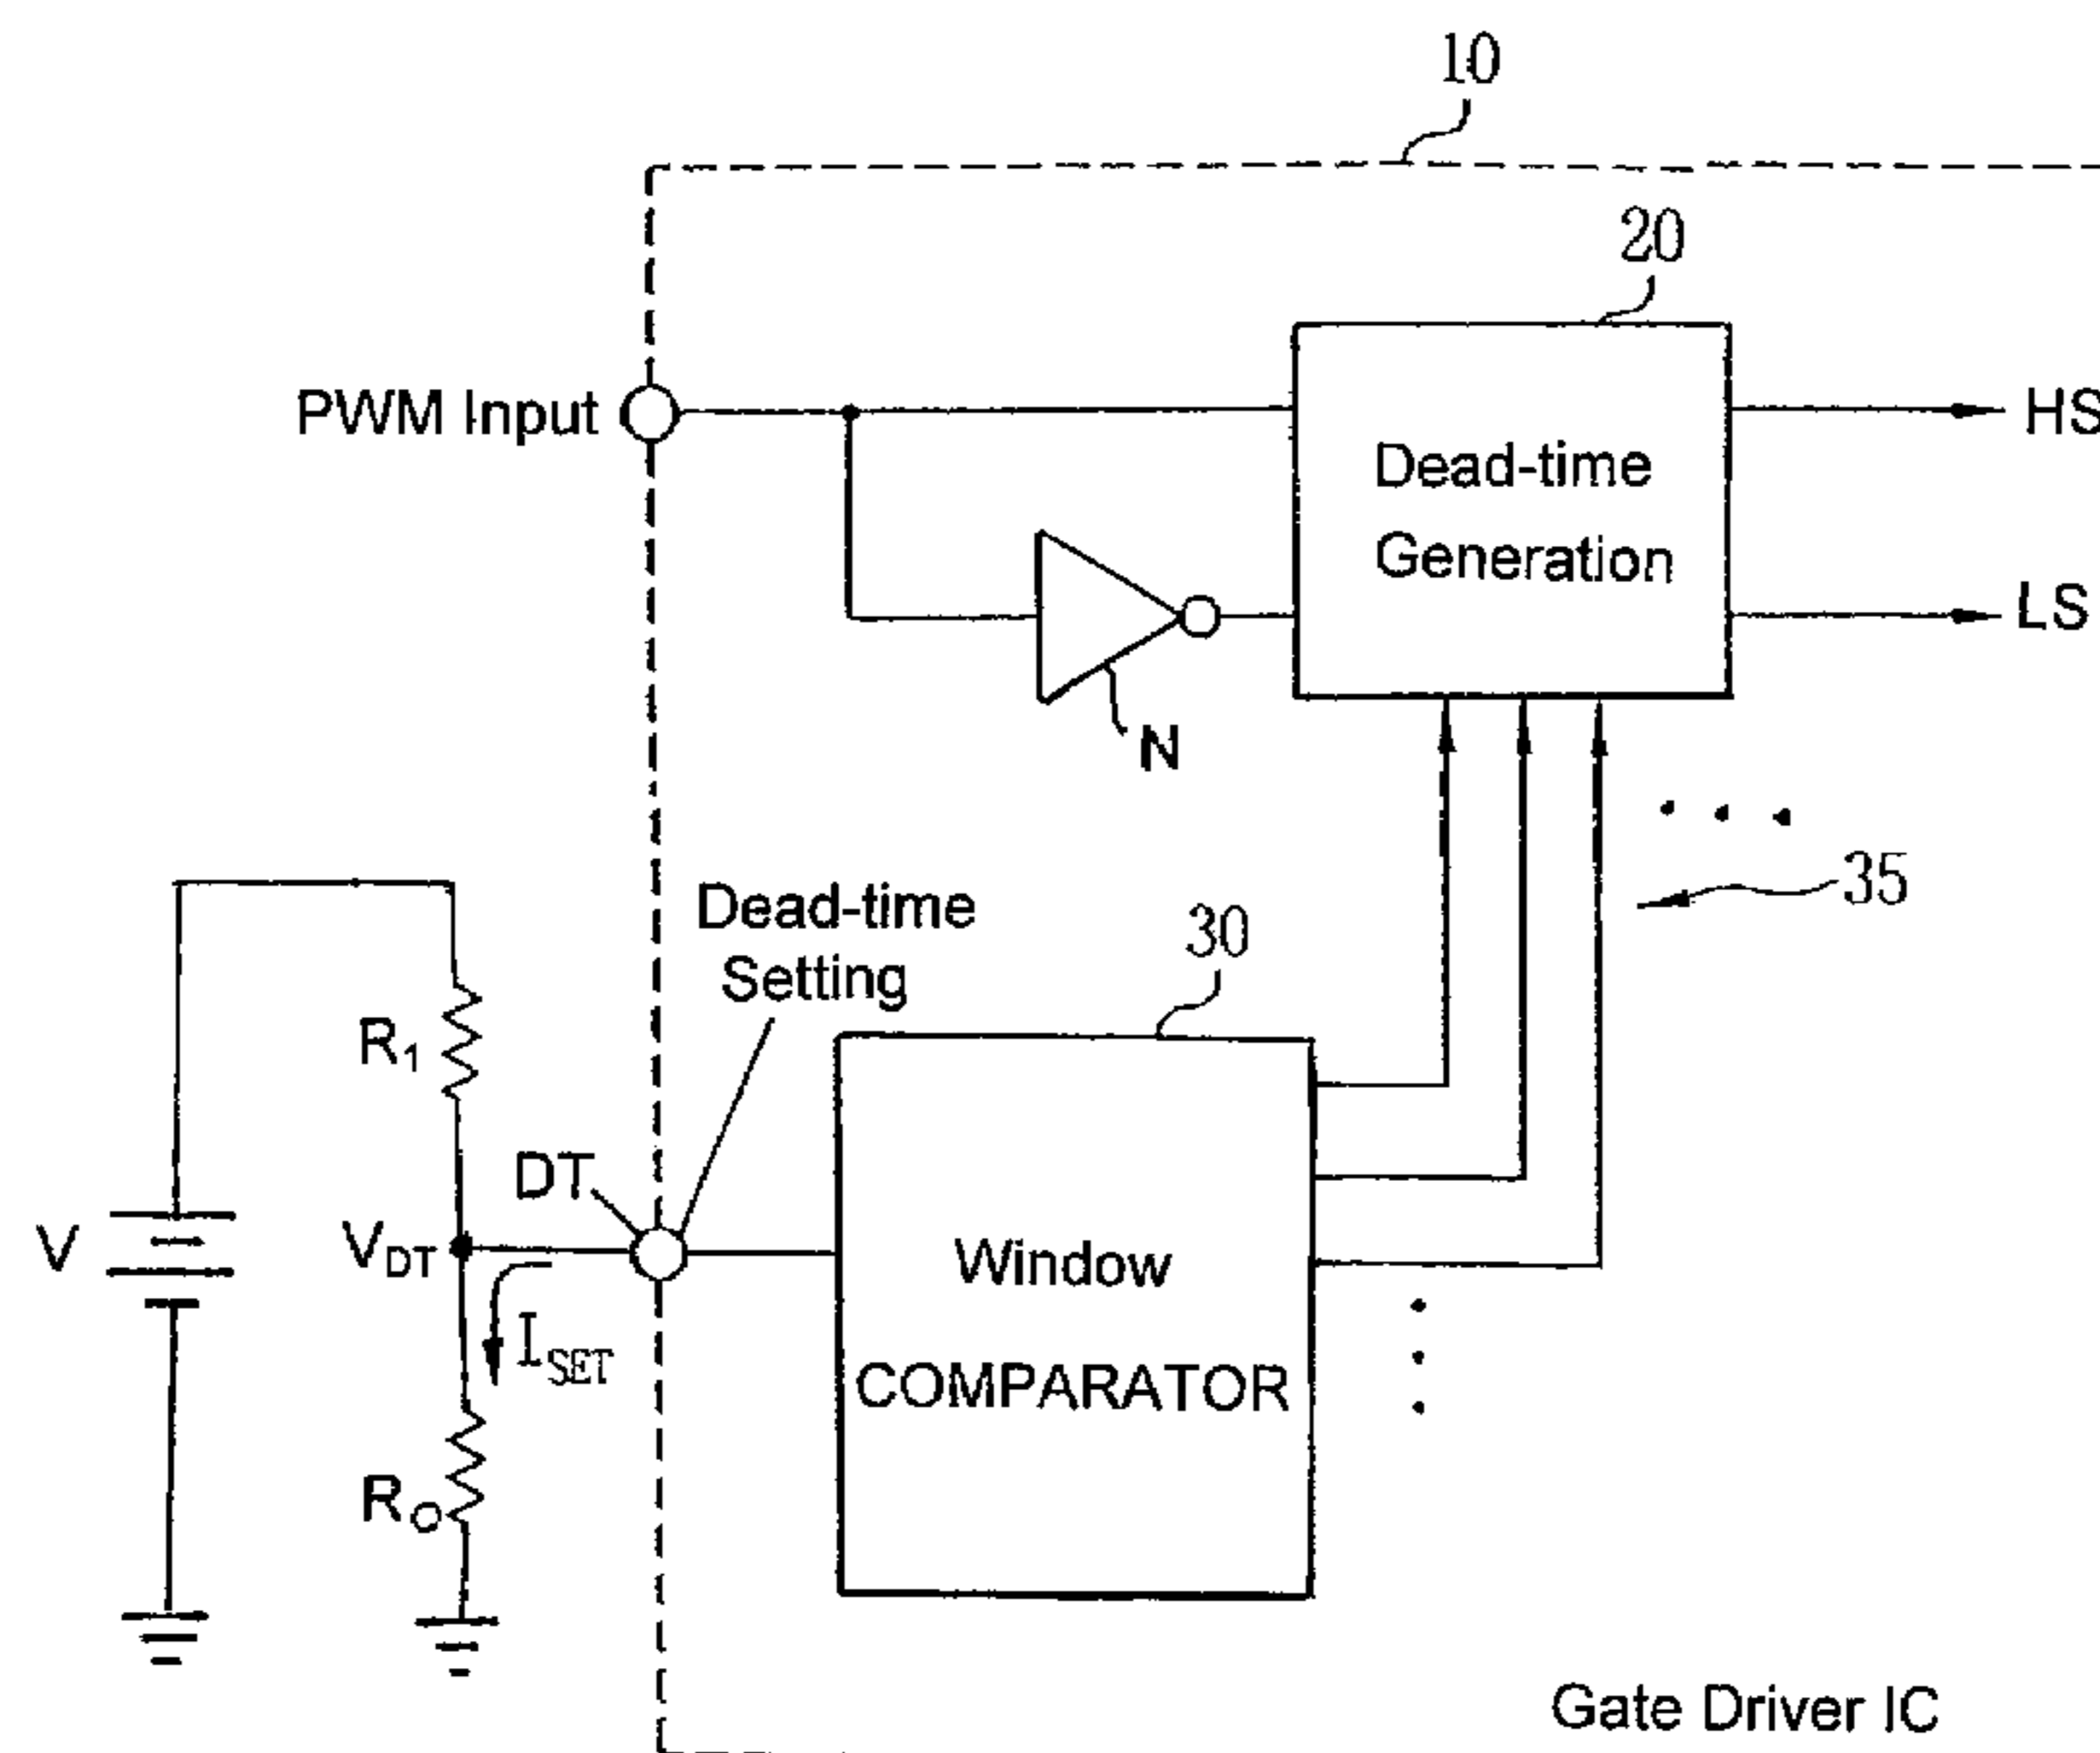 10
20
PWM Input
HS
Dead-time
Generation
LS
N
35
Dead-time
Setting
30
R1
DT
V
VDT
Window
ISET
COMPARATOR
RO
Gate Driver IC